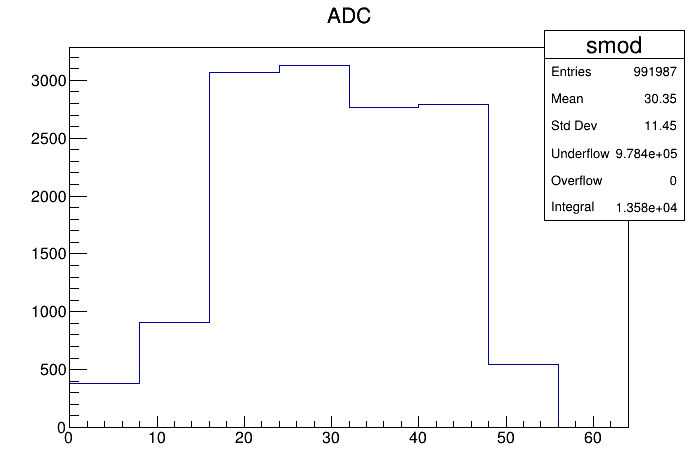 ADC
smod
Entries 991987
Mean 30.35
Std Dev 11.45
Underflow 9.784e+05
Overflow 0
Integral 1.358e+04
3000
2500
2000
1500
1000
500
0
0 10 20 30 40 50 60